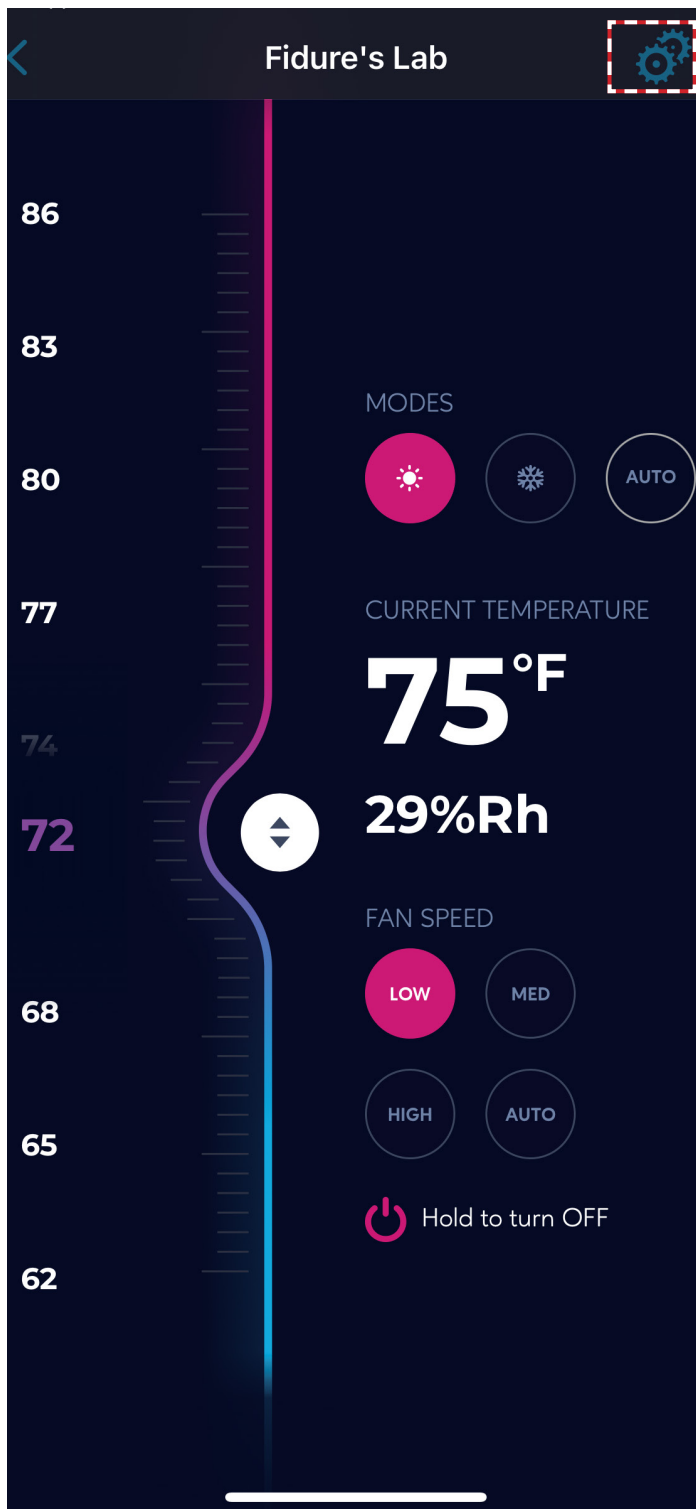 Fidure's Lab
86
83
80
77
74
72
68
65
62
MODES
AUTO
CURRENT TEMPERATURE
75°F
29%Rh
FAN SPEED
LOW MED
HIGH AUTO
Hold to turn OFF